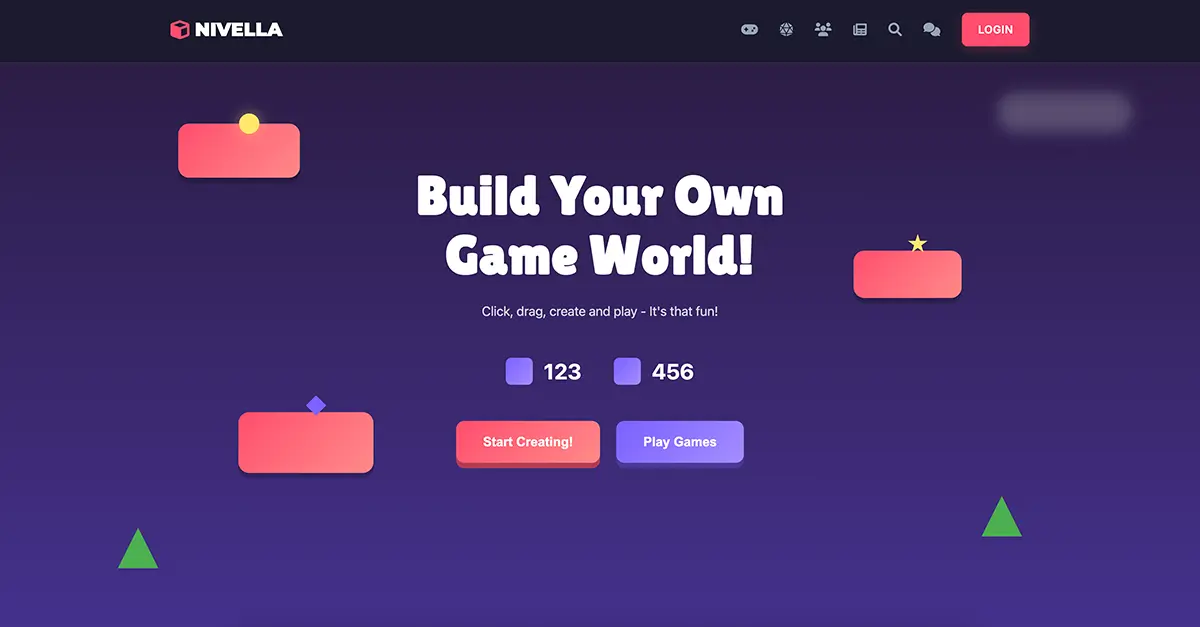 NIVELLA
LOGIN
Build Your Own
Game World!
Click, drag, create and play - It's that fun!
123 456
Start Creating! Play Games